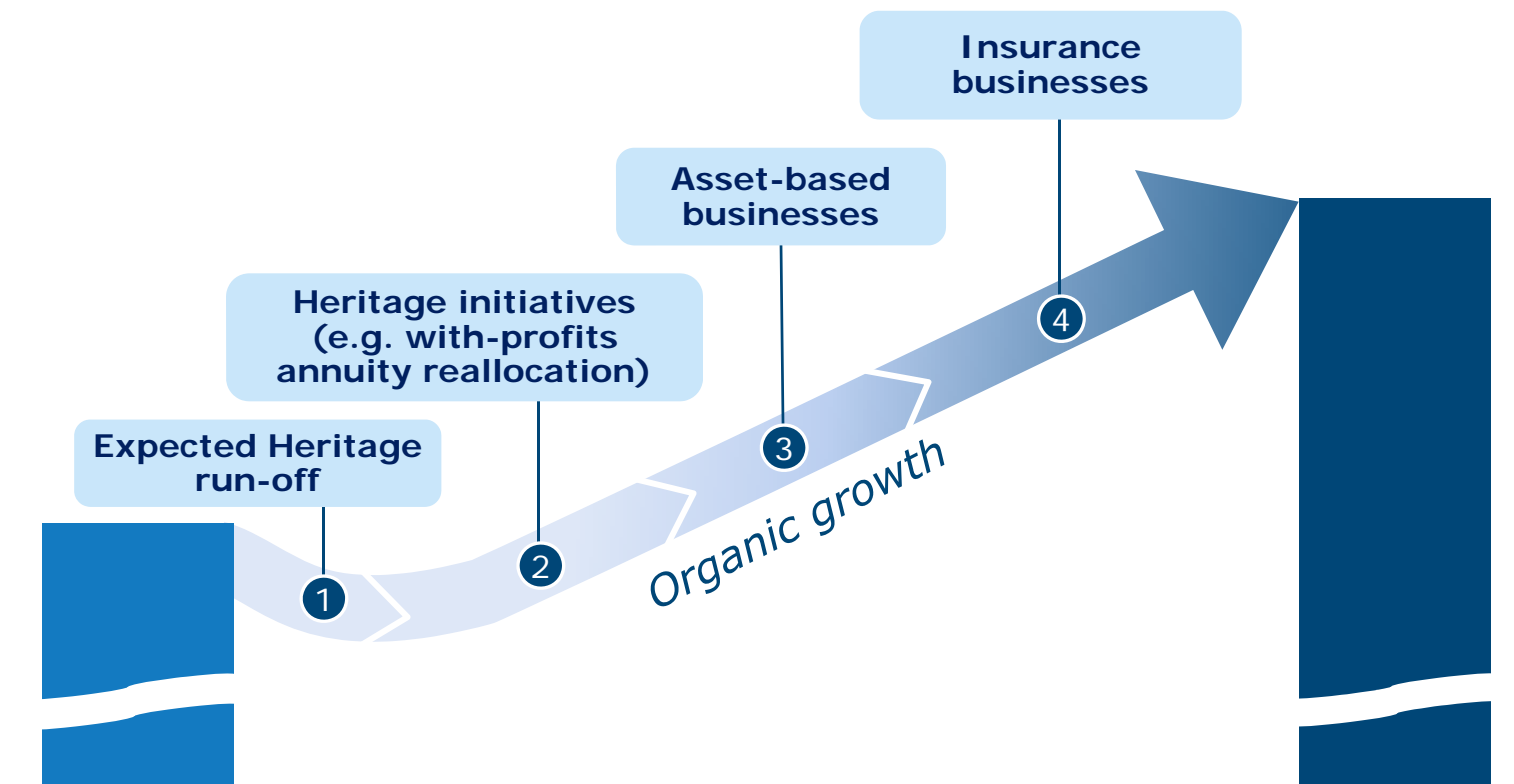 Insurance
businesses
Asset-based
businesses
Heritage initiatives
(e.g. with-profits
annuity reallocation)
Expected Heritage
run-off
4
3
2
1
Organic growth